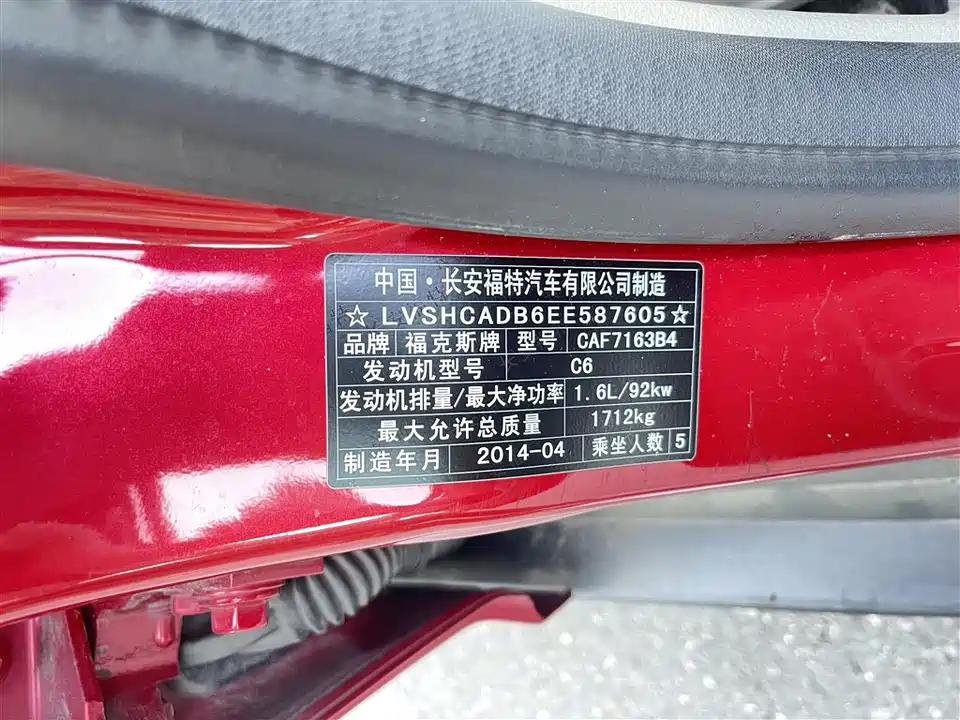 中国·长安福特汽车有限公司制造
☆LVSHCADB6EE587605☆
品牌 福克斯牌 型号 CAF7163B4
发动机型号 C6
发动机排量/最大净功率 1.6L/92kw
最大允许总质量 1712kg
制造年月 2014-04 乘坐人数 5